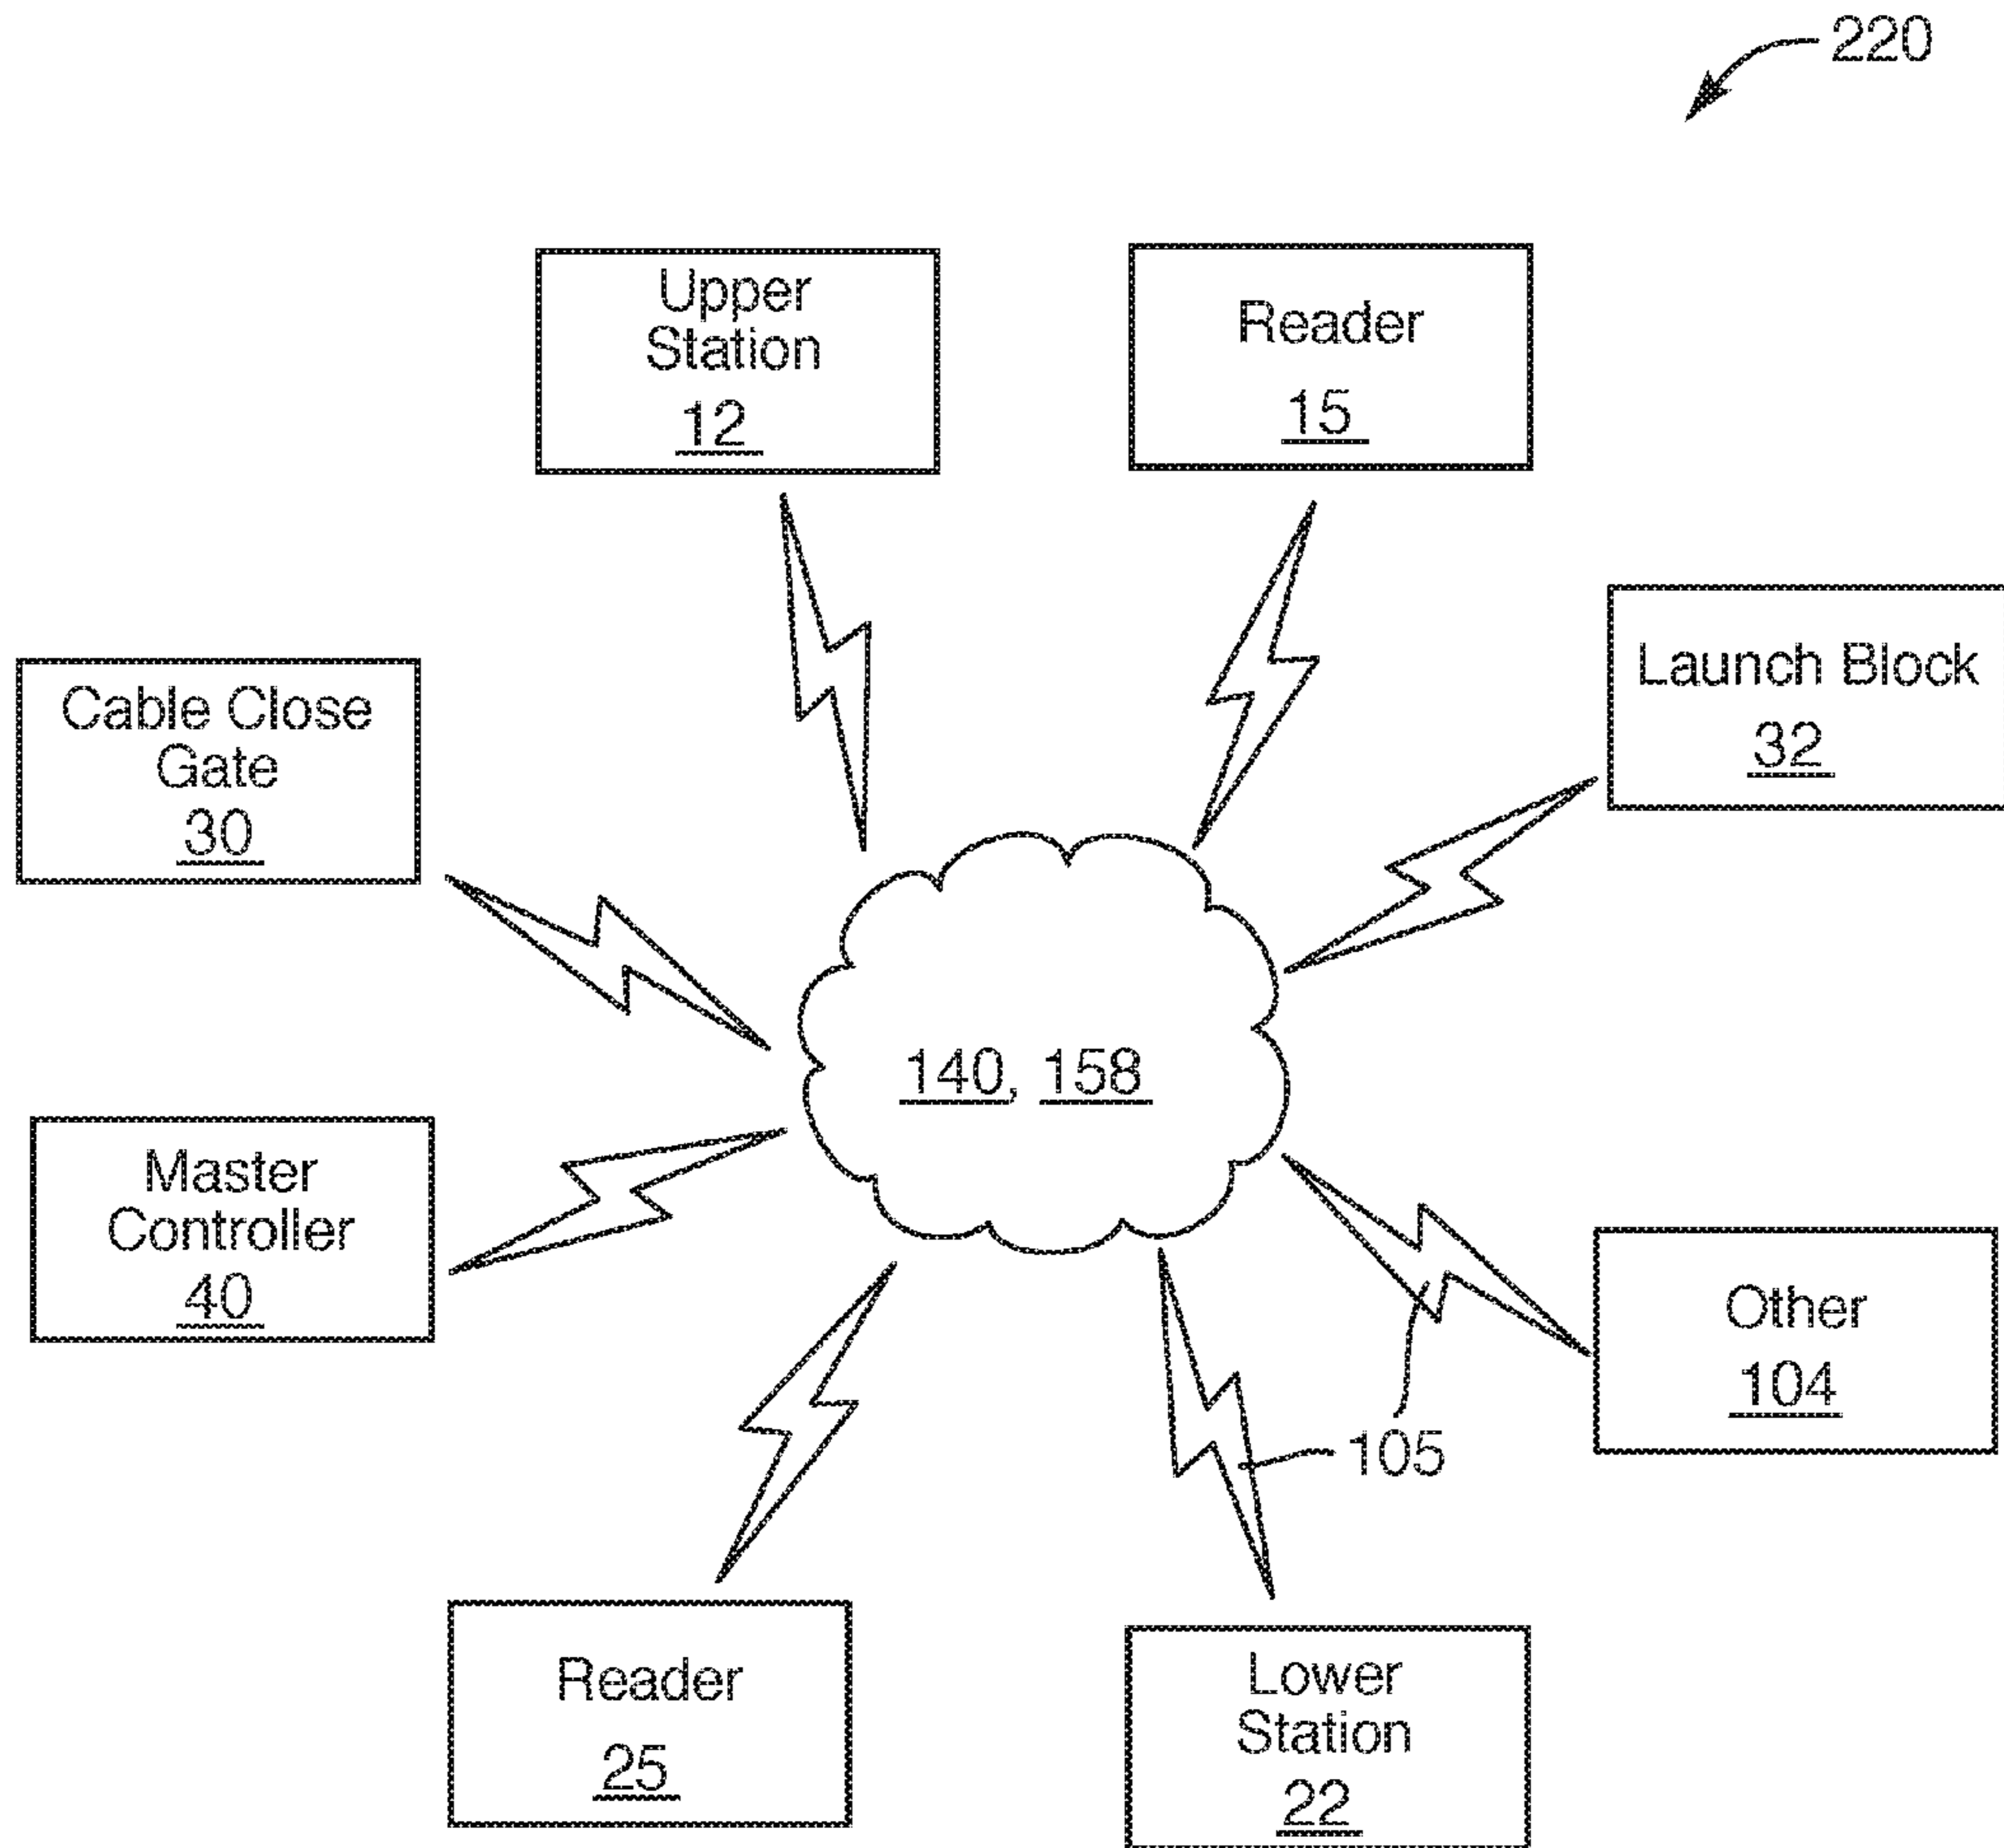 220
Upper
Station
12
Reader
15
Launch Block
32
Cable Close
Gate
30
140, 158
Master
Controller
40
Other
104
105
Reader
25
Lower
Station
22